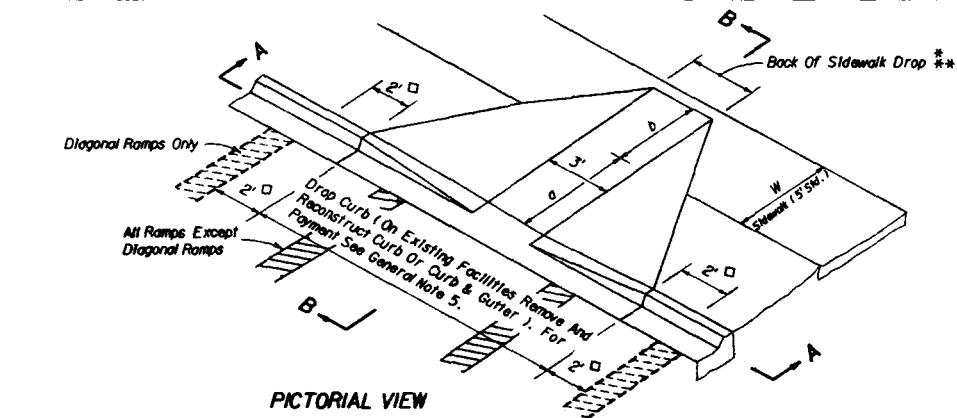 B
Back Of Sidewalk Drop * **
A
2' □
Diagonal Ramps Only
b
3'
a
W
Sidewalk (5' Std.)
2' □
Drop Curb (On Existing Facilities Remove And
Reconstruct Curb Or Curb & Gutter). For
Payment See General Note 5.
All Ramps Except
Diagonal Ramps
2' □
B
2' □
A
PICTORIAL VIEW